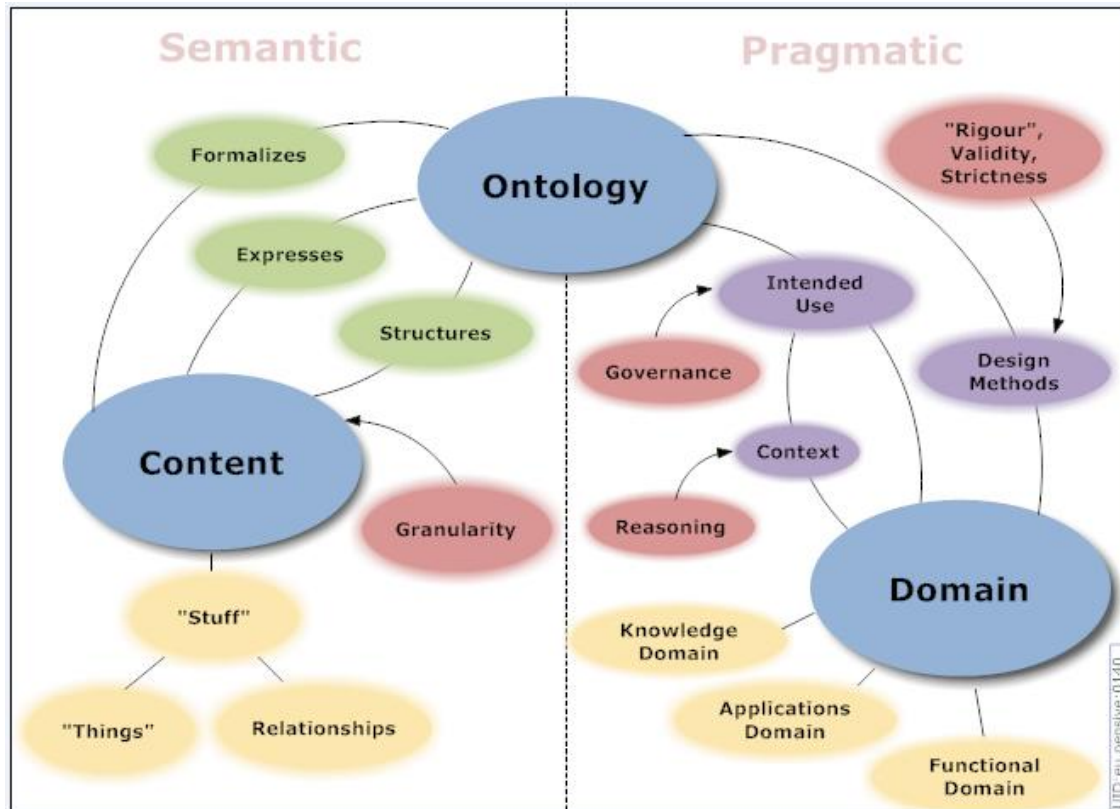 Semantic
Pragmatic
Formalizes
Ontology
"Rigour",
Validity,
Strictness
Expresses
Intended
Use
Structures
Governance
Design
Methods
Content
Context
Granularity
Reasoning
Domain
"Stuff"
Knowledge
Domain
"Things"
Relationships
Applications
Domain
Functional
Domain